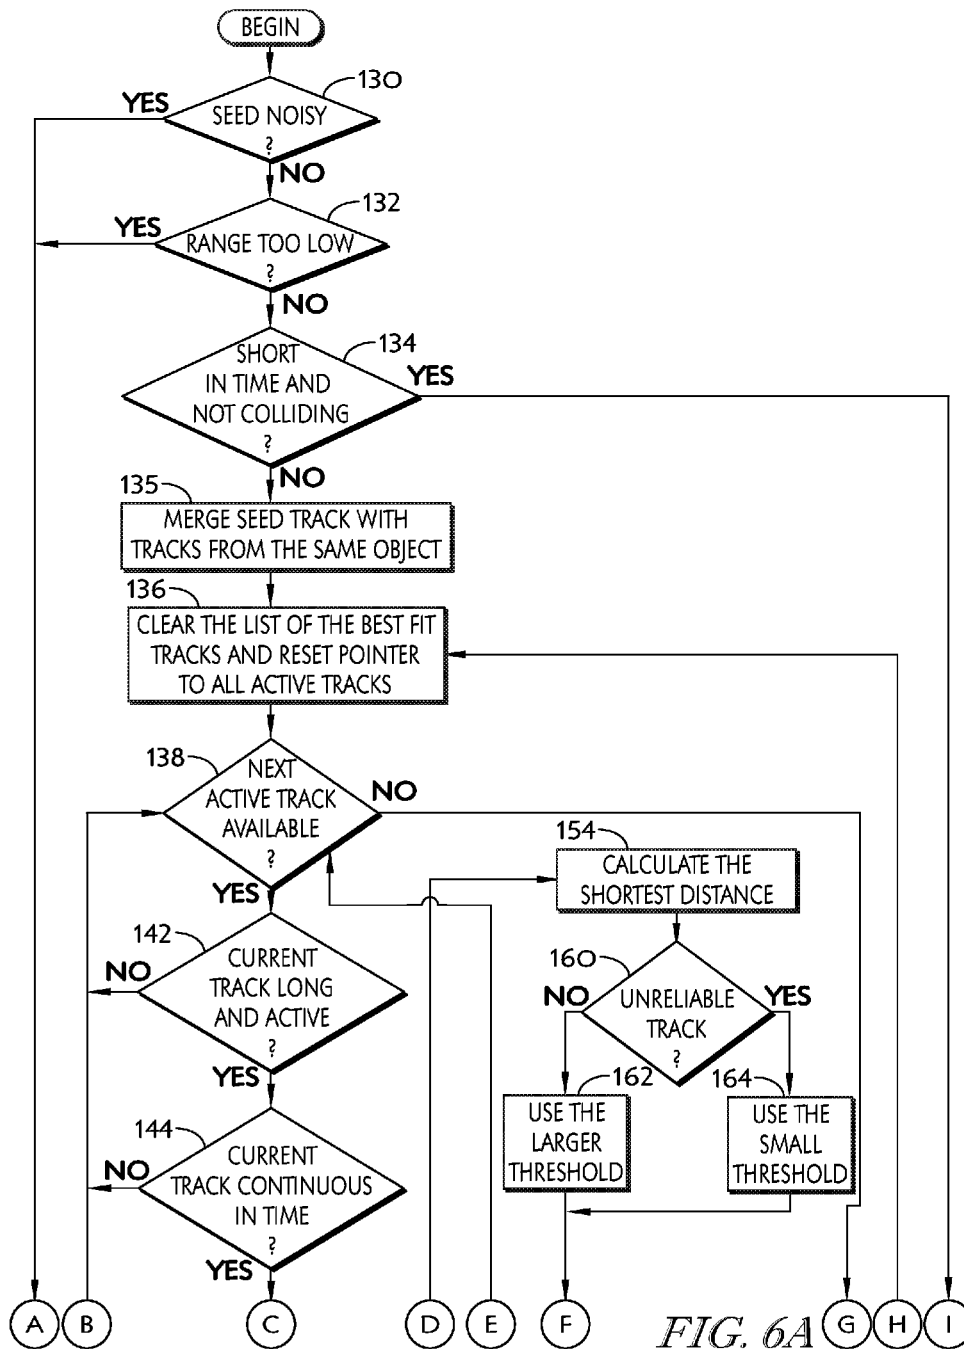 BEGIN
130
YES
SEED NOISY
?
NO
132
YES
RANGE TOO LOW
?
NO
134
SHORT
IN TIME AND
NOT COLLIDING
?
YES
NO
135
MERGE SEED TRACK WITH
TRACKS FROM THE SAME OBJECT
136
CLEAR THE LIST OF THE BEST FIT
TRACKS AND RESET POINTER
TO ALL ACTIVE TRACKS
138
NEXT
ACTIVE TRACK
AVAILABLE
?
NO
YES
142
CURRENT
TRACK LONG
AND ACTIVE
?
NO
YES
144
CURRENT
TRACK CONTINUOUS
IN TIME
?
NO
YES
154
CALCULATE THE
SHORTEST DISTANCE
160
UNRELIABLE
TRACK
?
NO
YES
162
USE THE
LARGER
THRESHOLD
164
USE THE
SMALL
THRESHOLD
A B C D E F G H I
FIG. 6A